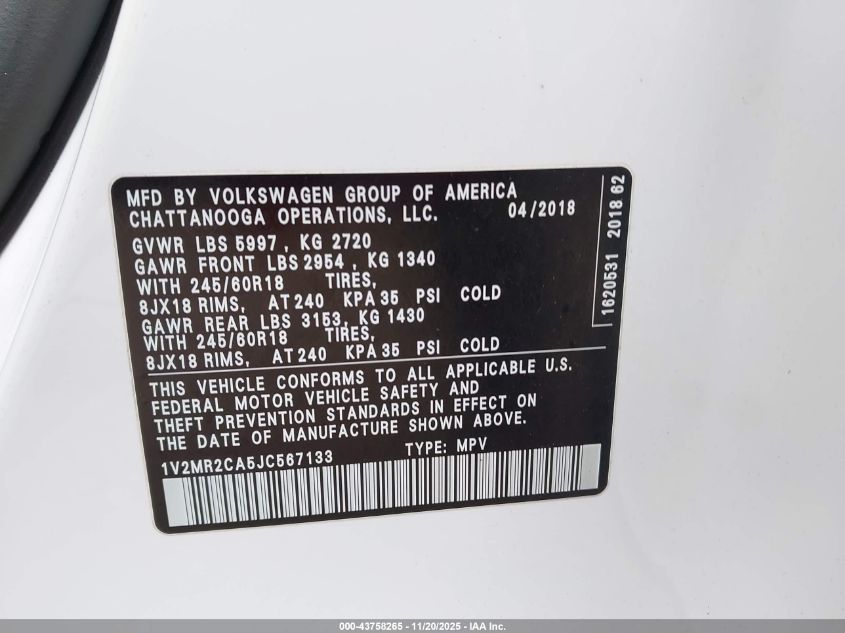 MFD BY VOLKSWAGEN GROUP OF AMERICA
CHATTANOOGA OPERATIONS, LLC. 04/2018
GVWR LBS 5997, KG 2720
GAWR FRONT LBS 2954, KG 1340
WITH 245/60R18 TIRES,
8JX18 RIMS, AT 240 KPA 35 PSI COLD
GAWR REAR LBS 3153, KG 1430
WITH 245/60R18 TIRES,
8JX18 RIMS, AT 240 KPA 35 PSI COLD
THIS VEHICLE CONFORMS TO ALL APPLICABLE U.S.
FEDERAL MOTOR VEHICLE SAFETY AND
THEFT PREVENTION STANDARDS IN EFFECT ON
THE DATE OF MANUFACTURE SHOWN ABOVE.
1V2MR2CA5JC567133 TYPE: MPV
1620531 2018 62
000-43758265 - 11/20/2025 - IAA Inc.